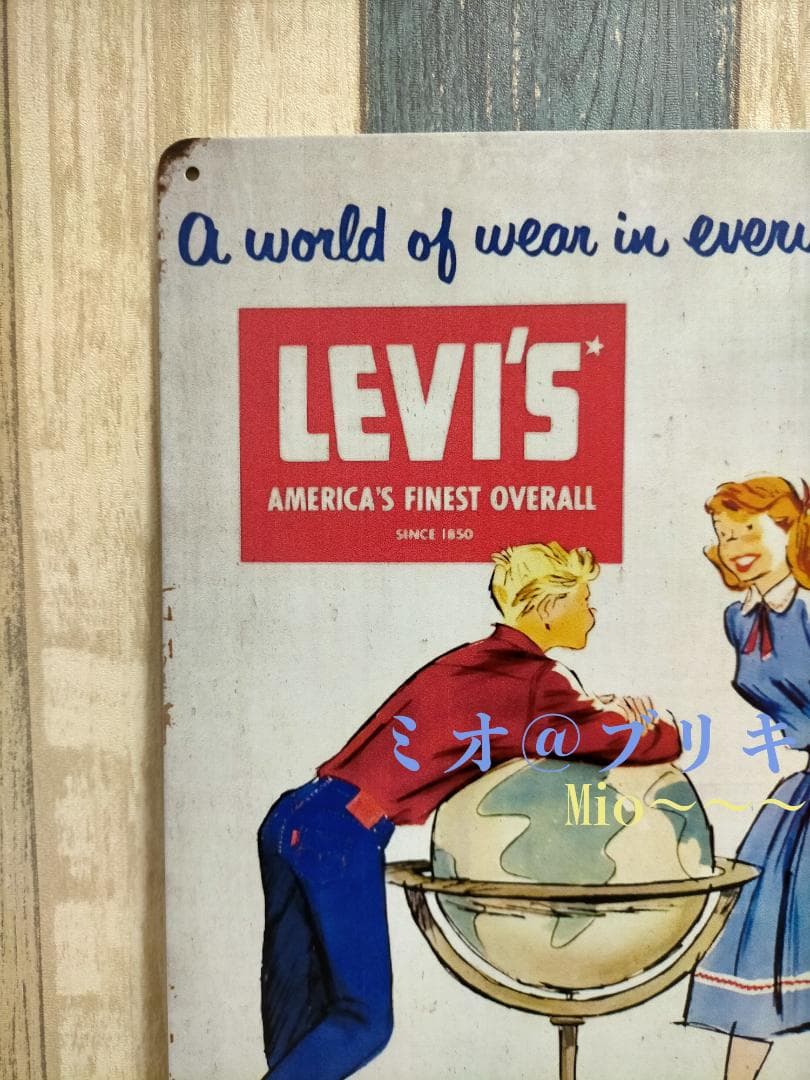 A world of wear in every
LEVI'S
AMERICA'S FINEST OVERALL
SINCE 1850
ミオ@ブリキ
Mio～～～